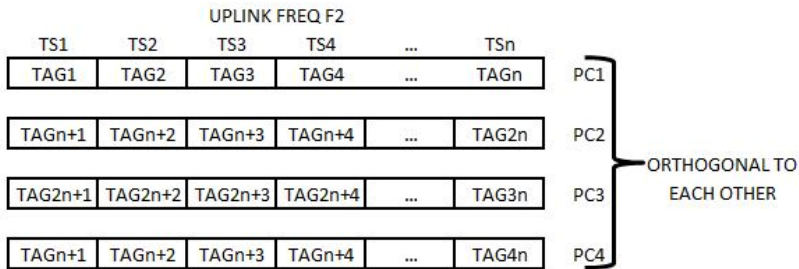 UPLINK FREQ F2
TS1 TS2 TS3 TS4 ... TSn
TAG1 TAG2 TAG3 TAG4 ... TAGn PC1
TAGn+1 TAGn+2 TAGn+3 TAGn+4 ... TAG2n PC2
TAG2n+1 TAG2n+2 TAG2n+3 TAG2n+4 ... TAG3n PC3
TAGn+1 TAGn+2 TAGn+3 TAGn+4 ... TAG4n PC4
ORTHOGONAL TO
EACH OTHER